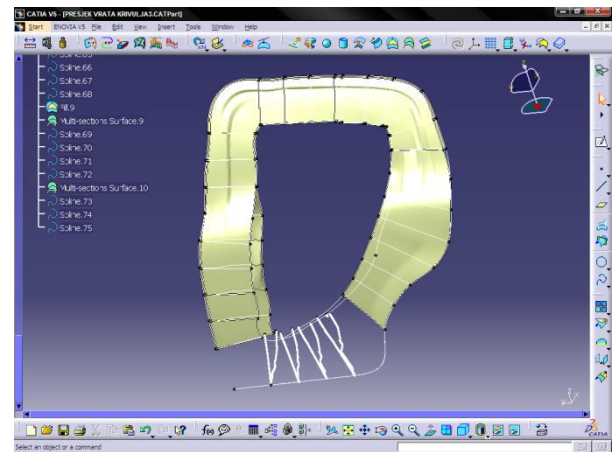 CATIA V5 - [PRESJEK VRATA KRIVULJA3.CATPart]
Start ENOVIA V5 File Edit View Insert Tools Window Help
Spline.66
Spline.67
Spline.68
Fill.9
Multi-sections Surface.9
Spline.69
Spline.70
Spline.71
Spline.72
Multi-sections Surface.10
Spline.73
Spline.74
Spline.75
f(x)
CATIA
Select an object or a command